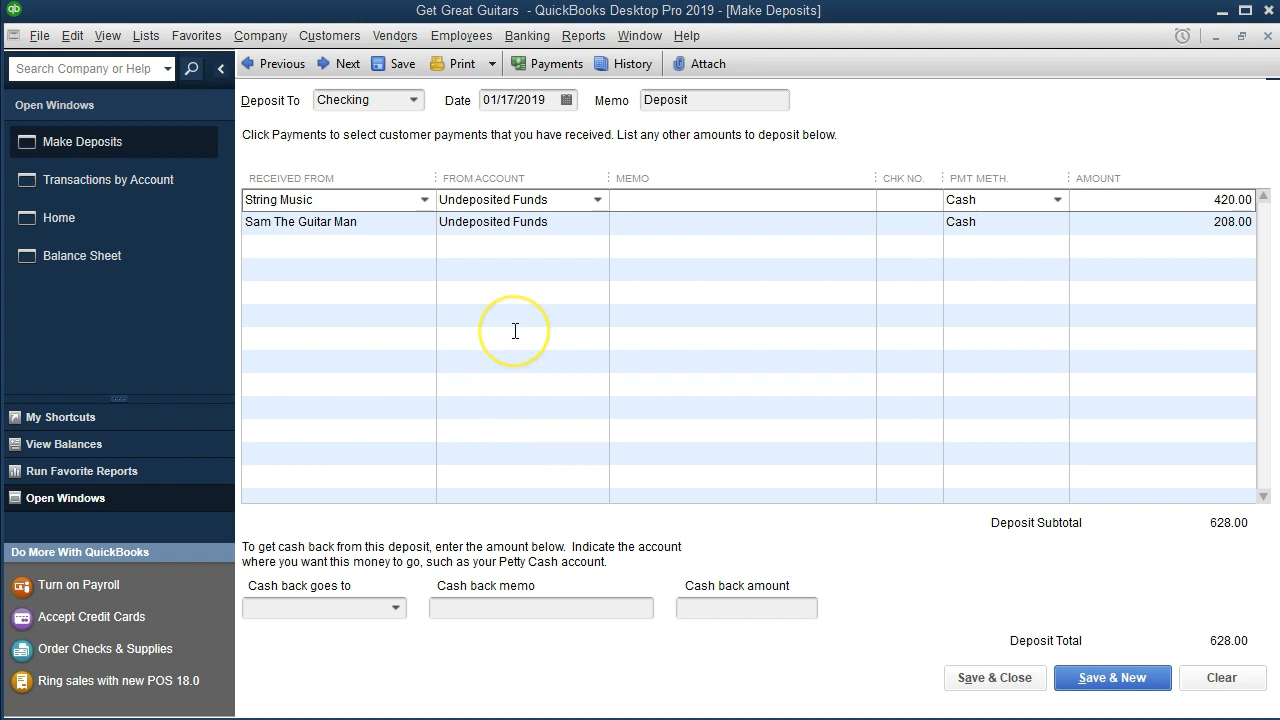 Get Great Guitars - QuickBooks Desktop Pro 2019 - [Make Deposits]
File Edit View Lists Favorites Company Customers Vendors Employees Banking Reports Window Help
Search Company or Help
Previous Next Save Print Payments History Attach
Open Windows
Make Deposits
Transactions by Account
Home
Balance Sheet
My Shortcuts
View Balances
Run Favorite Reports
Open Windows
Do More With QuickBooks
Turn on Payroll
Accept Credit Cards
Order Checks & Supplies
Ring sales with new POS 18.0
Deposit To Checking Date 01/17/2019 Memo Deposit
Click Payments to select customer payments that you have received. List any other amounts to deposit below.
RECEIVED FROM FROM ACCOUNT MEMO CHK NO. PMT METH. AMOUNT
String Music Undeposited Funds Cash 420.00
Sam The Guitar Man Undeposited Funds Cash 208.00
Deposit Subtotal 628.00
To get cash back from this deposit, enter the amount below. Indicate the account
where you want this money to go, such as your Petty Cash account.
Cash back goes to Cash back memo Cash back amount
Deposit Total 628.00
Save & Close Save & New Clear